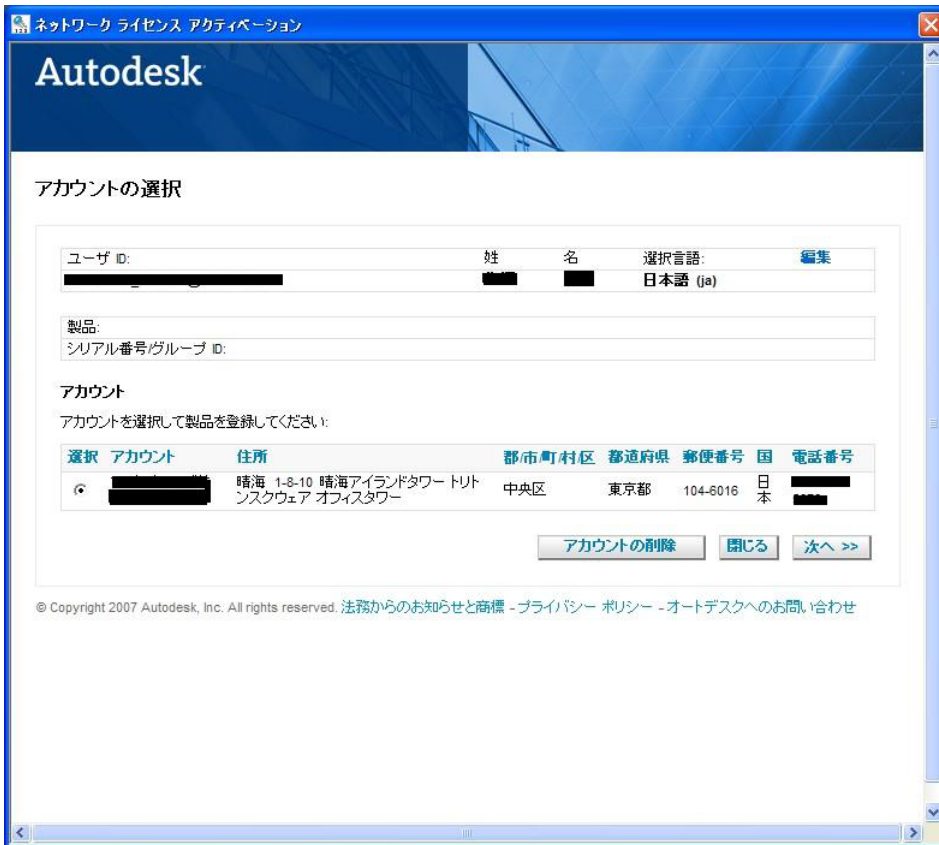 ネットワーク ライセンス アクティベーション
Autodesk
アカウントの選択
ユーザ ID: 姓 名 選択言語: 編集
日本語 (ja)
製品:
シリアル番号/グループ ID:
アカウント
アカウントを選択して製品を登録してください:
選択 アカウント 住所 郡/市/町/村/区 都道府県 郵便番号 国 電話番号
晴海 1-8-10 晴海アイランドタワー トリト
ンスクウェア オフィスタワー 中央区 東京都 104-6016 日本
アカウントの削除 閉じる 次へ >>
© Copyright 2007 Autodesk, Inc. All rights reserved. 法務からのお知らせと商標 - プライバシー ポリシー - オートデスクへのお問い合わせ